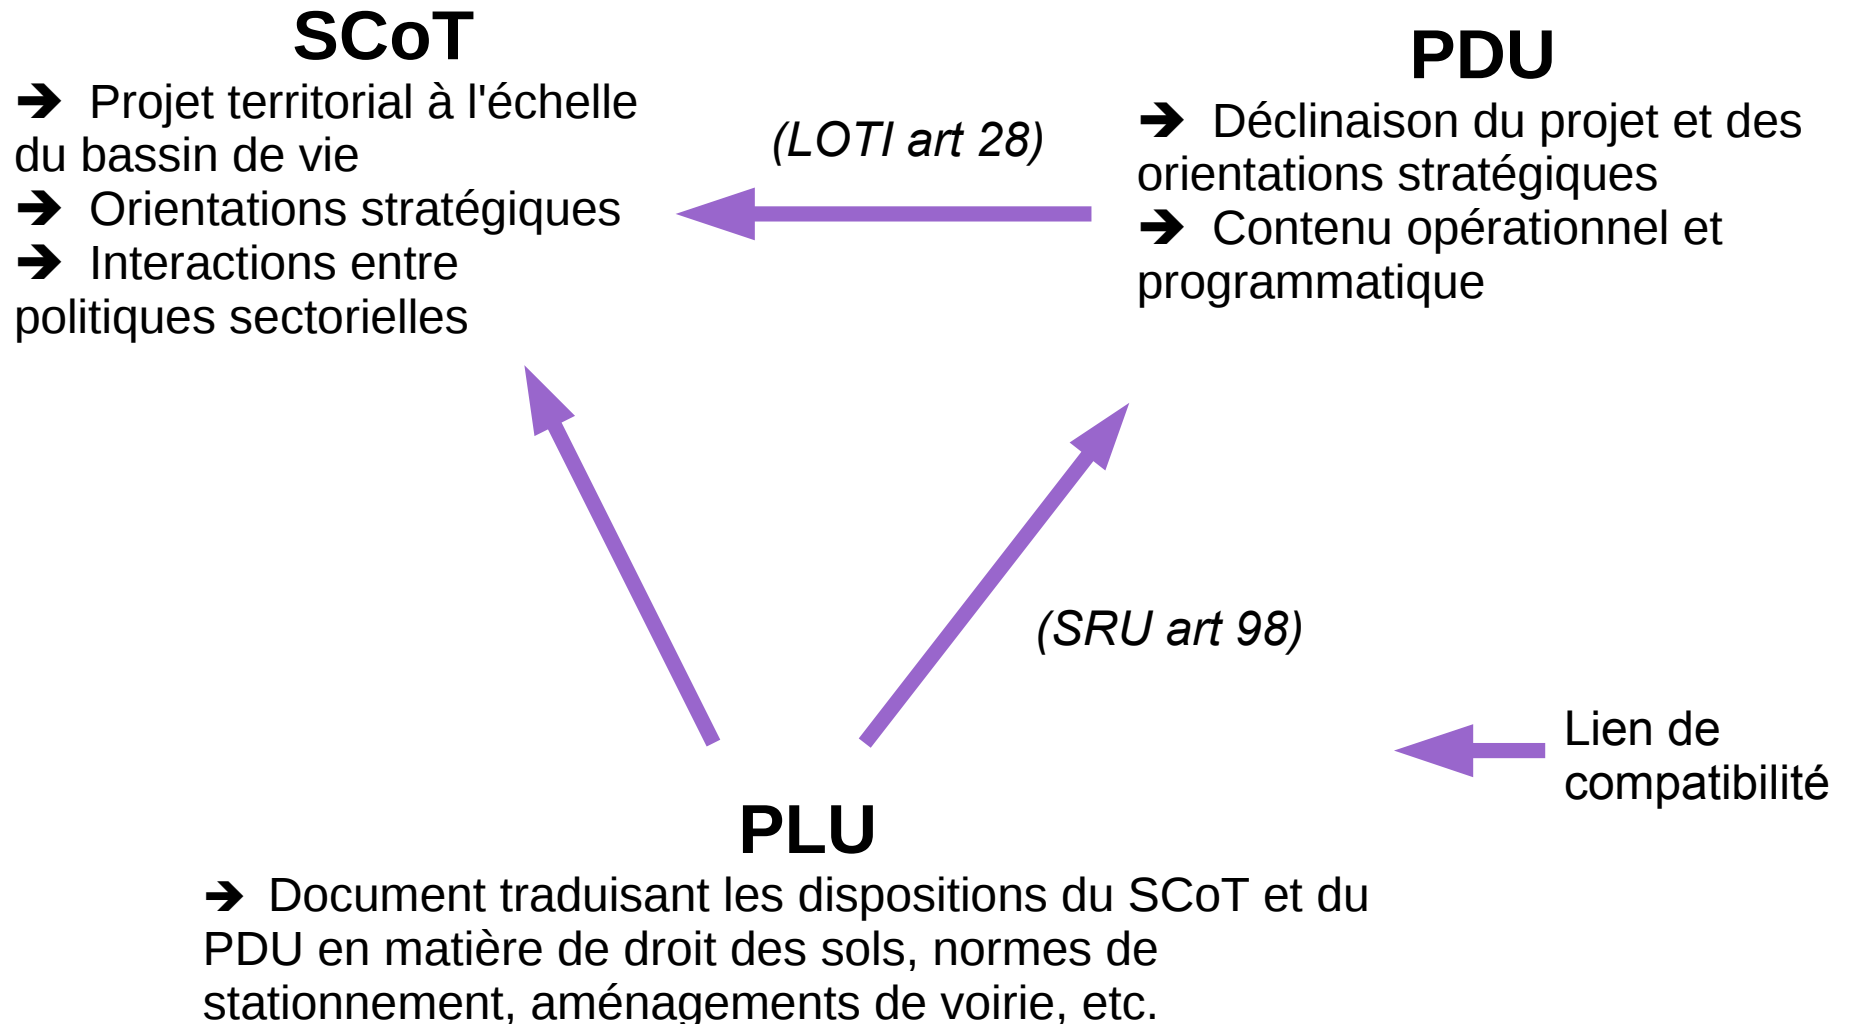 SCoT
➔ Projet territorial à l'échelle
du bassin de vie
➔ Orientations stratégiques
➔ Interactions entre
politiques sectorielles
(LOTI art 28)
PDU
➔ Déclinaison du projet et des
orientations stratégiques
➔ Contenu opérationnel et
programmatique
(SRU art 98)
Lien de
compatibilité
PLU
➔ Document traduisant les dispositions du SCoT et du
PDU en matière de droit des sols, normes de
stationnement, aménagements de voirie, etc.